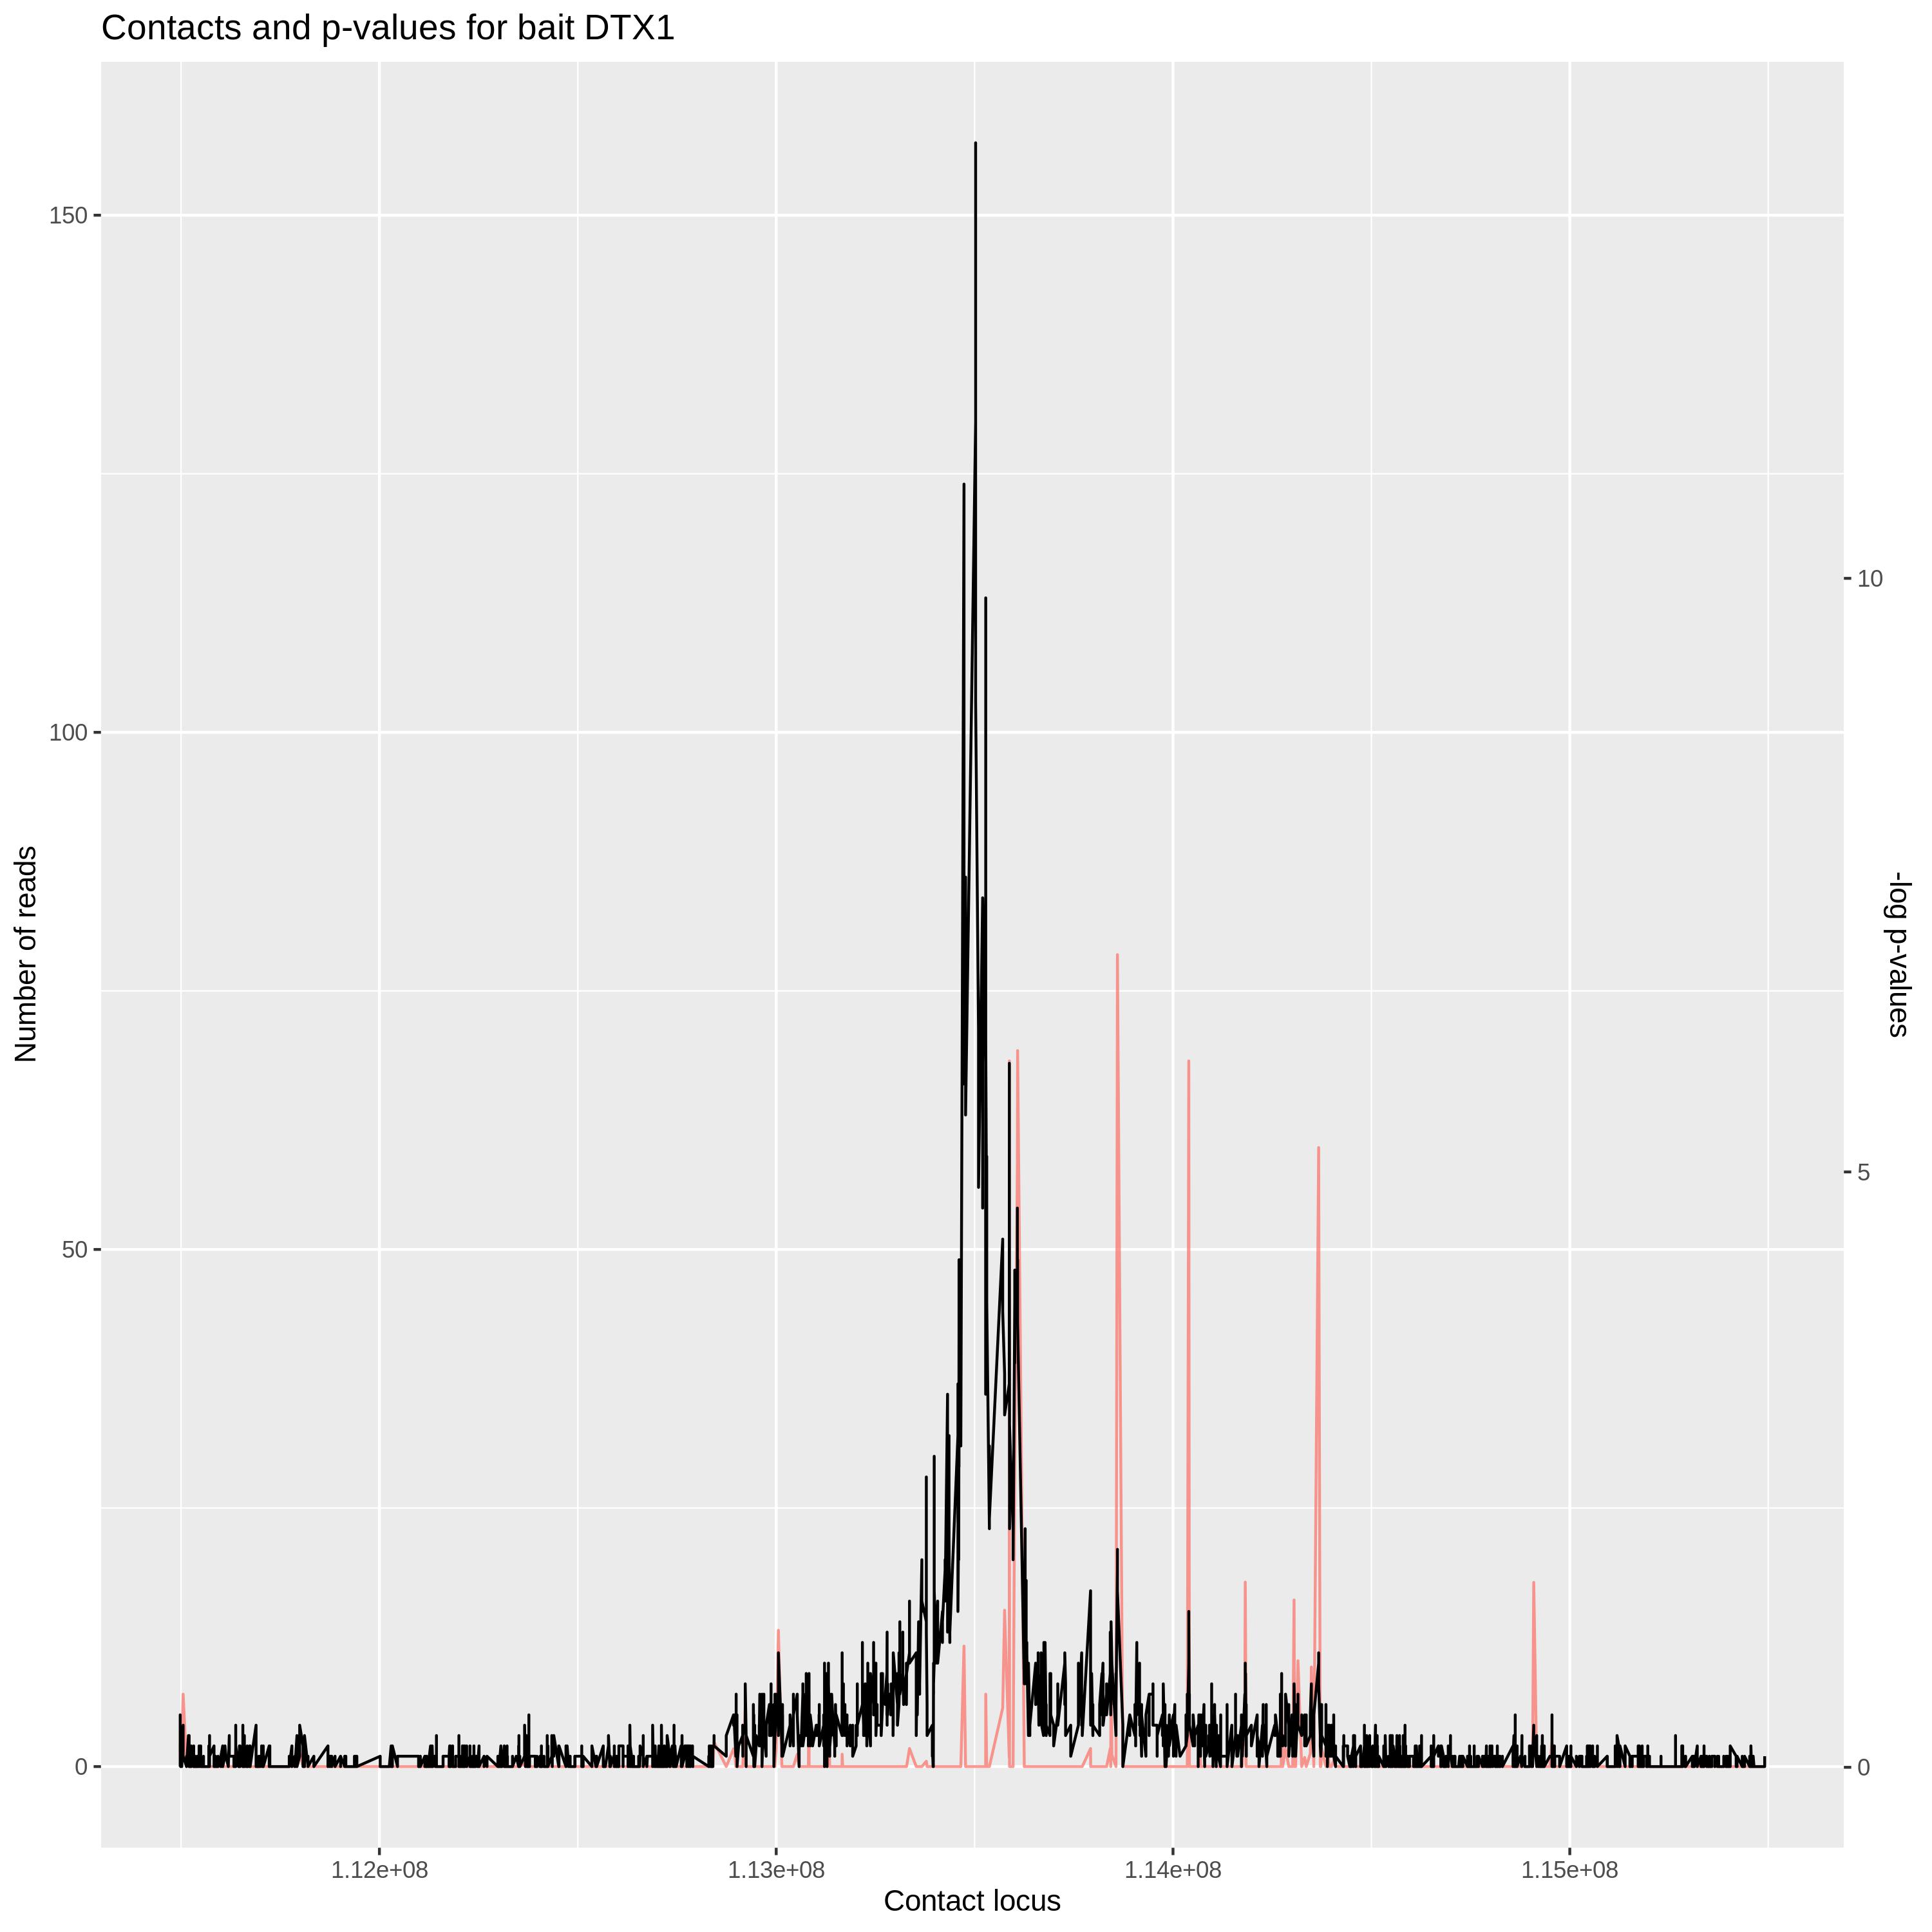 Contacts and p-values for bait DTX1
150
100
50
0
Number of reads
10
5
0
-log p-values
1.12e+08
1.13e+08
1.14e+08
1.15e+08
Contact locus